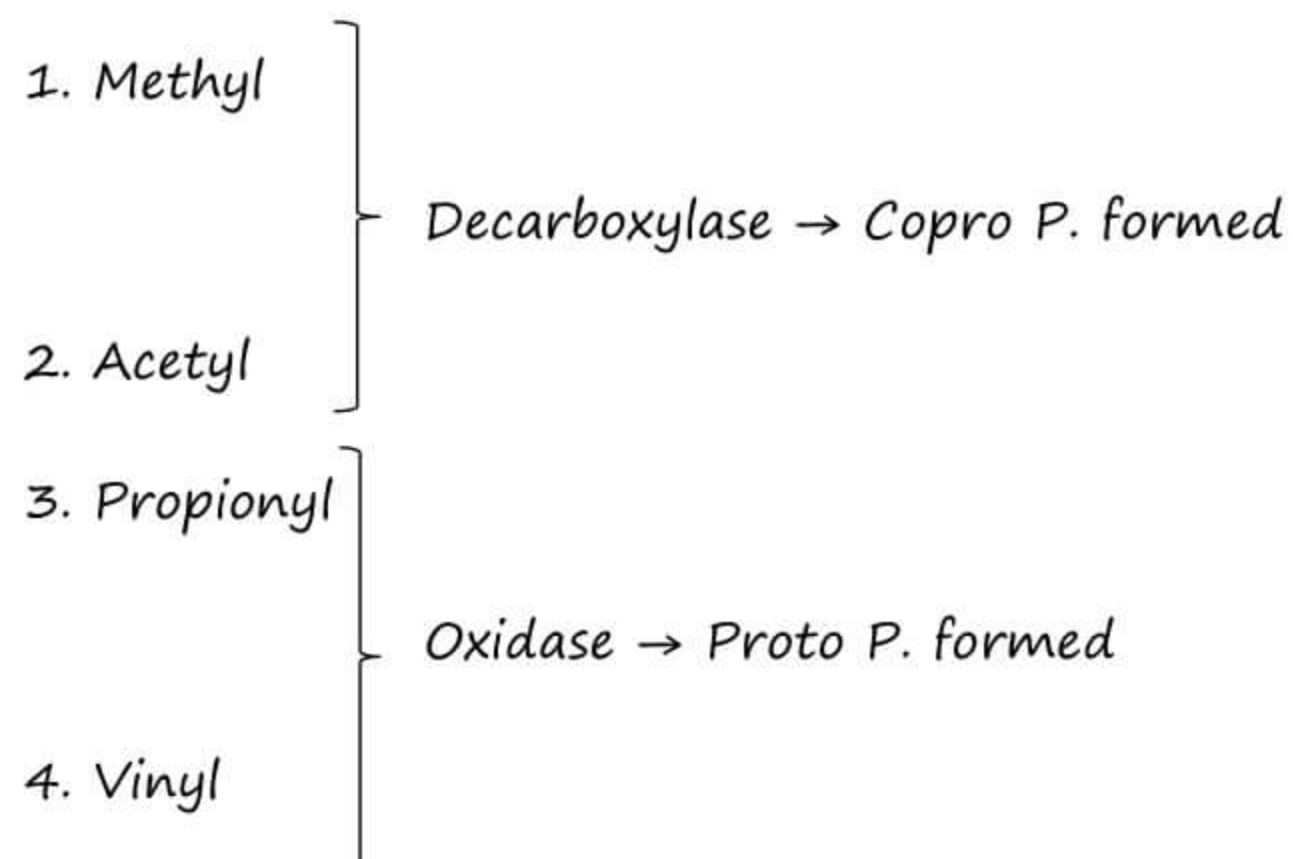 1. Methyl
Decarboxylase → Copro P. formed
2. Acetyl
3. Propionyl
Oxidase → Proto P. formed
4. Vinyl